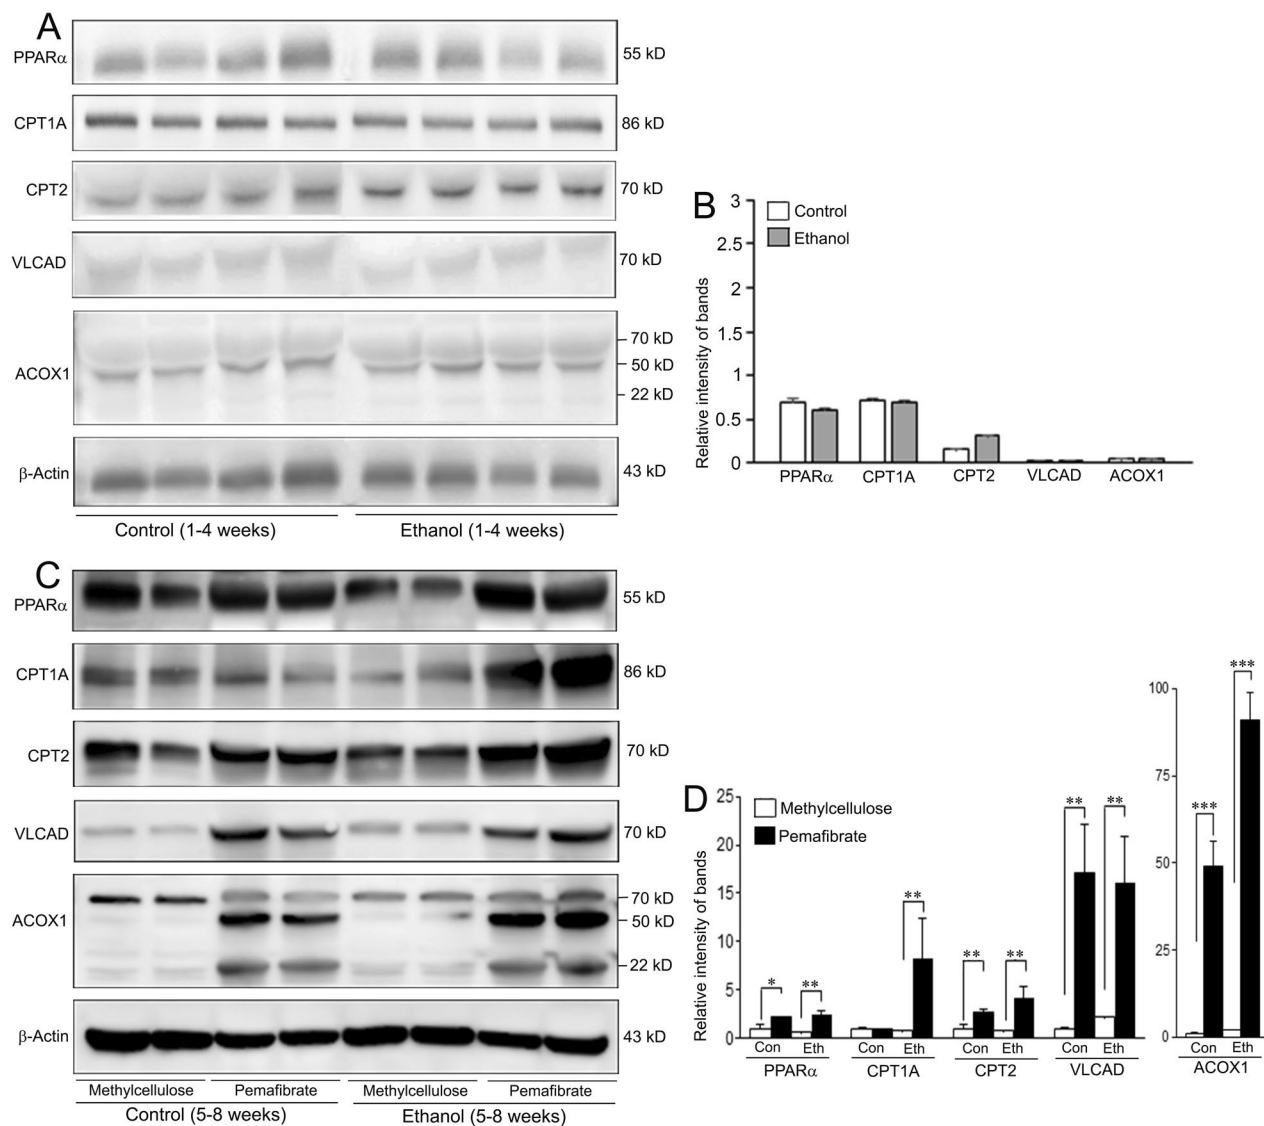 A
PPARα
55 kD
CPT1A
86 kD
CPT2
70 kD
VLCAD
70 kD
ACOX1
70 kD
50 kD
22 kD
β-Actin
43 kD
Control (1-4 weeks)
Ethanol (1-4 weeks)
B
Control
Ethanol
Relative intensity of bands
3
2.5
2
1.5
1
0.5
0
PPARα CPT1A CPT2 VLCAD ACOX1
C
PPARα
55 kD
CPT1A
86 kD
CPT2
70 kD
VLCAD
70 kD
ACOX1
70 kD
50 kD
22 kD
β-Actin
43 kD
Methylcellulose Pemafibrate Methylcellulose Pemafibrate
Control (5-8 weeks) Ethanol (5-8 weeks)
D
Methylcellulose
Pemafibrate
Relative intensity of bands
25
20
15
10
5
0
* ** ** ** ** ** **
Con Eth Con Eth Con Eth Con Eth
PPARα CPT1A CPT2 VLCAD
100
75
50
25
0
*** ***
Con Eth
ACOX1